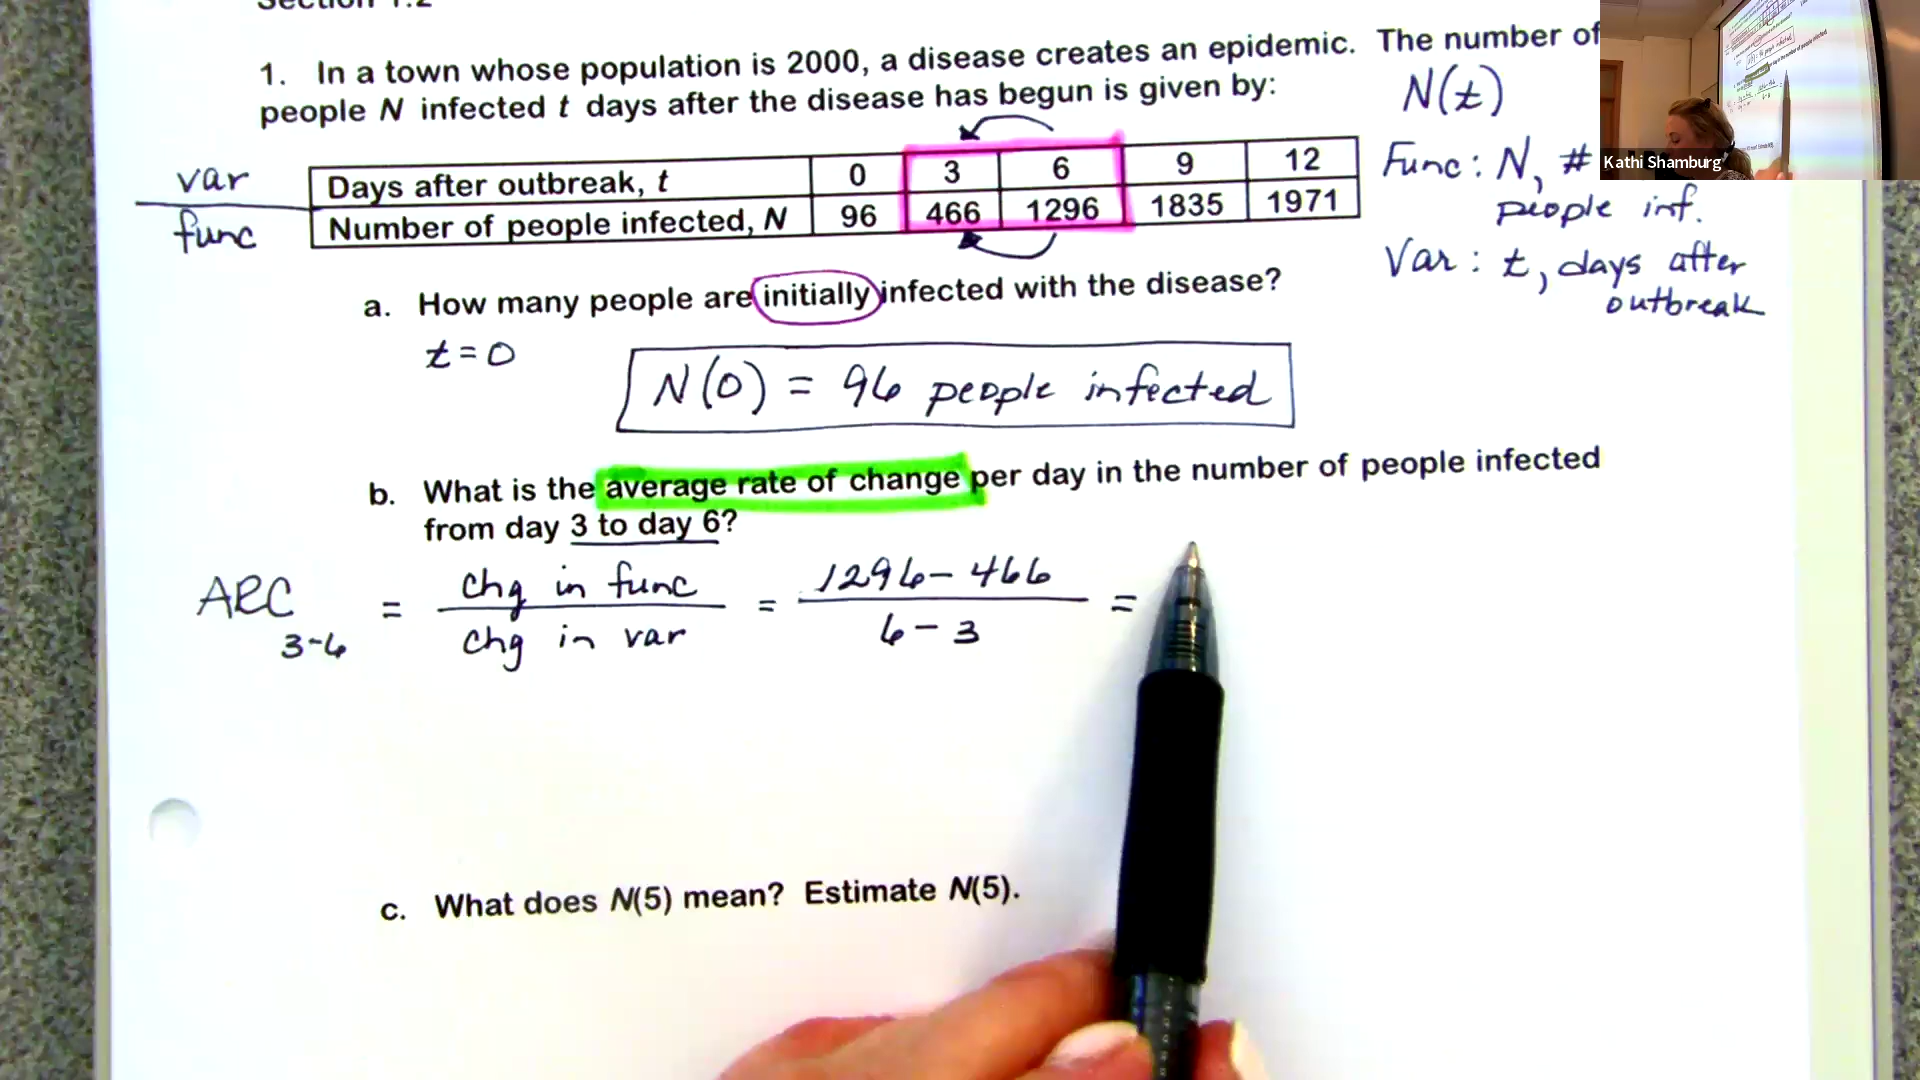 Section 1.2
1. In a town whose population is 2000, a disease creates an epidemic. The number of
people N infected t days after the disease has begun is given by:
N(t)
var
func
Days after outbreak, t 0 3 6 9 12
Number of people infected, N 96 466 1296 1835 1971
Func: N, #
people inf.
Var: t, days after
outbreak
Kathi Shamburg
a. How many people are initially infected with the disease?
t = 0
N(0) = 96 people infected
b. What is the average rate of change per day in the number of people infected
from day 3 to day 6?
ARC 3-6 = chg in func / chg in var = 1296 - 466 / 6 - 3 =
c. What does N(5) mean? Estimate N(5).